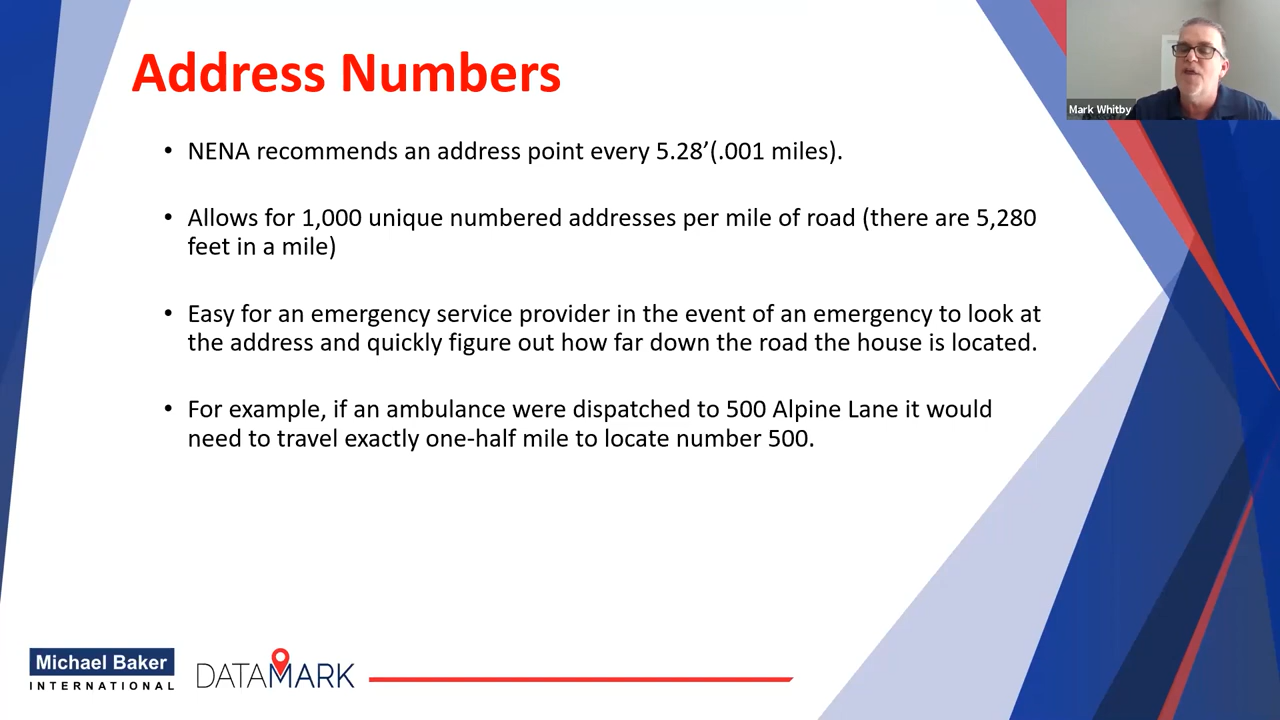 Address Numbers
Mark Whitby
• NENA recommends an address point every 5.28’(.001 miles).
• Allows for 1,000 unique numbered addresses per mile of road (there are 5,280
feet in a mile)
• Easy for an emergency service provider in the event of an emergency to look at
the address and quickly figure out how far down the road the house is located.
• For example, if an ambulance were dispatched to 500 Alpine Lane it would
need to travel exactly one-half mile to locate number 500.
Michael Baker
INTERNATIONAL
DATAMARK